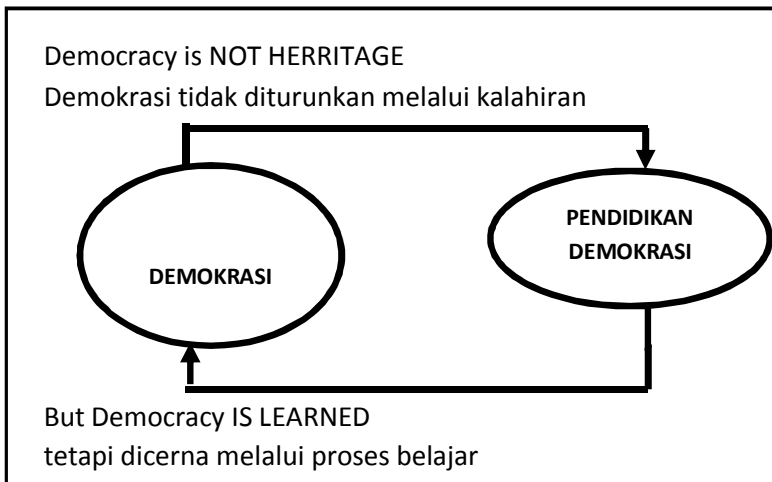 Democracy is NOT HERRITAGE
Demokrasi tidak diturunkan melalui kalahiran
DEMOKRASI
PENDIDIKAN
DEMOKRASI
But Democracy IS LEARNED
tetapi dicerna melalui proses belajar